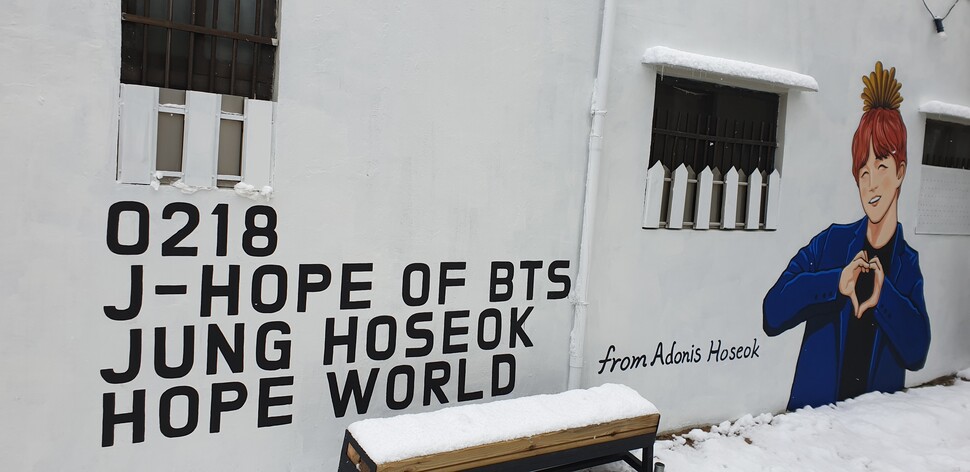 0218
J-HOPE OF BTS
JUNG HOSEOK
HOPE WORLD
from Adonis Hoseok